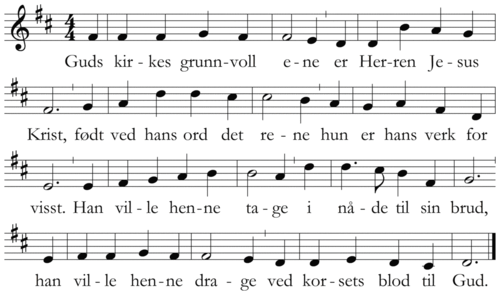 Guds kir - kes grunn-voll e - ne er Her-ren Je - sus
Krist, født ved hans ord det re - ne hun er hans verk for
visst. Han vil - le hen-ne ta - ge i nå - de til sin brud,
han vil - le hen-ne dra - ge ved kor-sets blod til Gud.